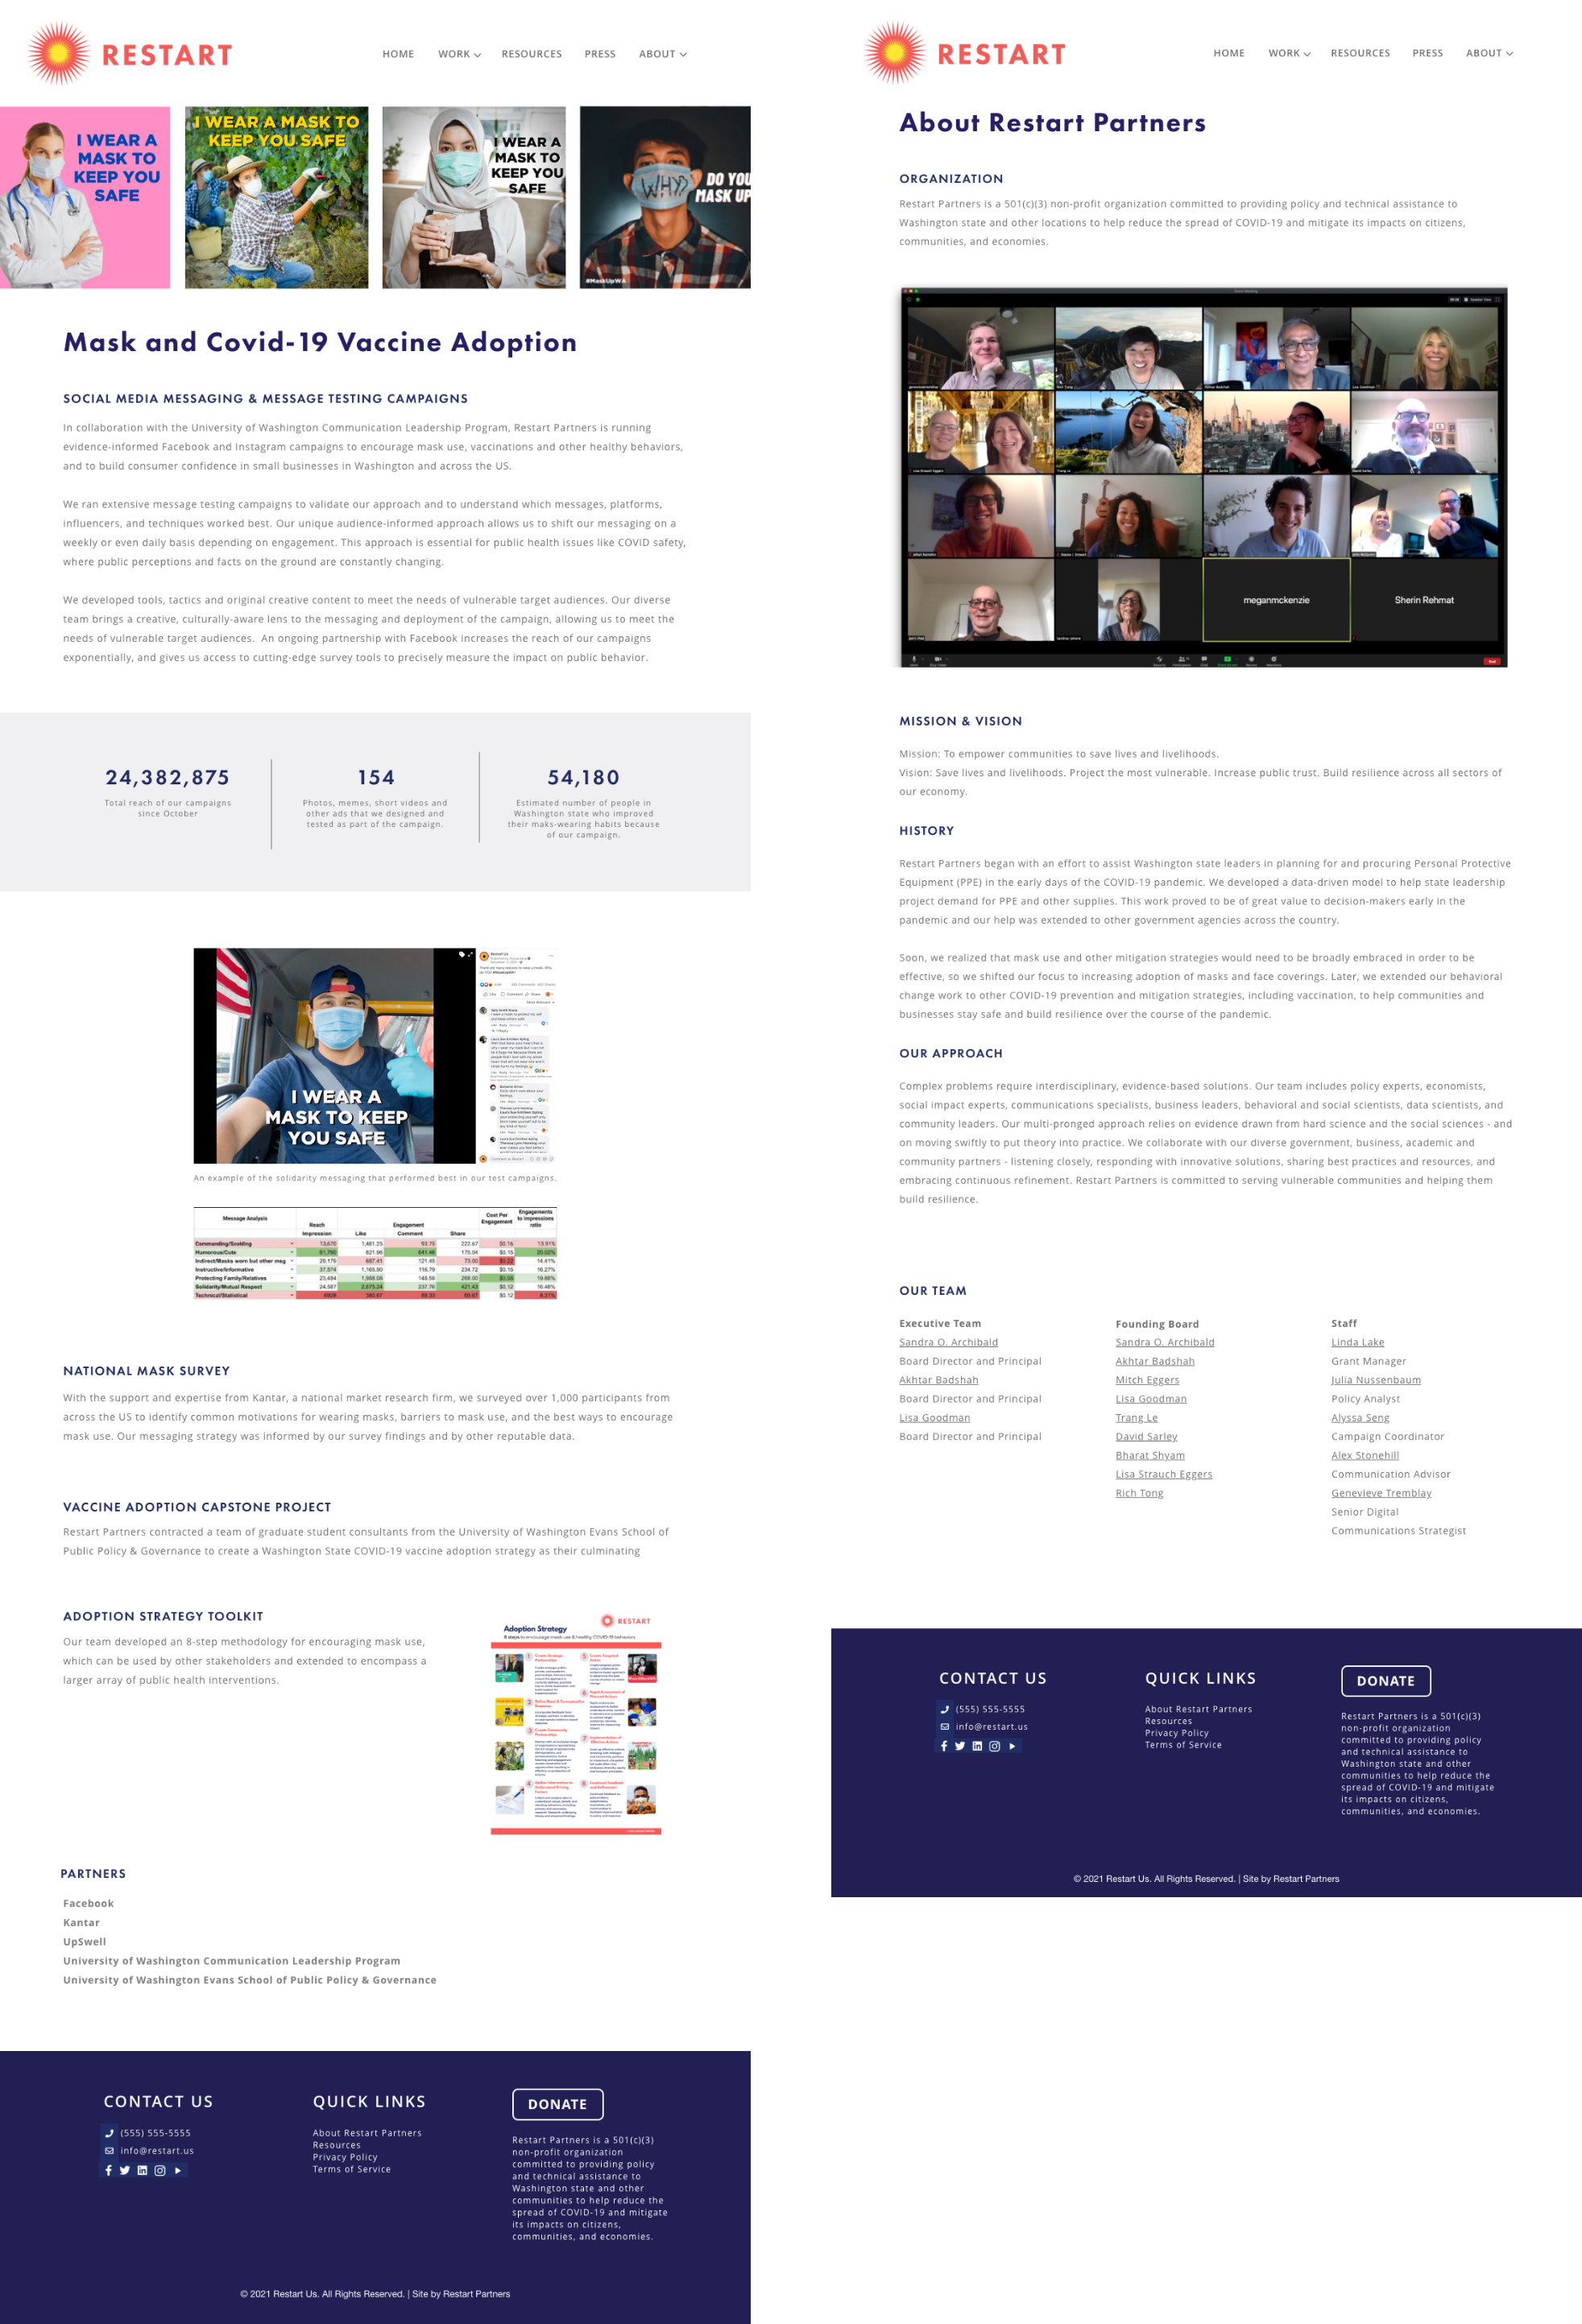 RESTART
HOME WORK RESOURCES PRESS ABOUT
I WEAR A
MASK TO
KEEP YOU
SAFE
I WEAR A MASK TO
KEEP YOU SAFE
I WEAR A
MASK TO
KEEP YOU
SAFE
WHY?
DO YOU
MASK UP
#MaskUpWA
Mask and Covid-19 Vaccine Adoption
SOCIAL MEDIA MESSAGING & MESSAGE TESTING CAMPAIGNS
In collaboration with the University of Washington Communication Leadership Program, Restart Partners is running
evidence-informed Facebook and Instagram campaigns to encourage mask use, vaccinations and other healthy behaviors,
and to build consumer confidence in small businesses in Washington and across the US.
We ran extensive message testing campaigns to validate our approach and to understand which messages, platforms,
influencers, and techniques worked best. Our unique audience-informed approach allows us to shift our messaging on a
weekly or even daily basis depending on engagement. This approach is essential for public health issues like COVID safety,
where public perceptions and facts on the ground are constantly changing.
We developed tools, tactics and original creative content to meet the needs of vulnerable target audiences. Our diverse
team brings a creative, culturally-aware lens to the messaging and deployment of the campaign, allowing us to meet the
needs of vulnerable target audiences. An ongoing partnership with Facebook increases the reach of our campaigns
exponentially, and gives us access to cutting-edge survey tools to precisely measure the impact on public behavior.
24,382,875
Total reach of our campaigns
since October
154
Photos, memes, short videos and
other ads that we designed and
tested as part of the campaign.
54,180
Estimated number of people in
Washington state who improved
their maks-wearing habits because
of our campaign.
I WEAR A
MASK TO KEEP
YOU SAFE
An example of the solidarity messaging that performed best in our test campaigns.
Message Analysis Reach Engagement Cost Per Engagement Engagements to impressions ratio
Impression Like Comment Share
Commanding/Scolding 13,670 1,481.25 93.75 222.67 $0.16 13.91%
Humorous/Cute 61,760 821.56 641.46 175.04 $0.15 20.02%
Indirect/Masks worn but other msg 29,179 687.41 121.45 73.00 $0.22 14.41%
Instructive/Informative 37,574 1,165.90 116.79 234.72 $0.15 16.27%
Protecting Family/Relatives 23,494 1,568.08 148.58 268.00 $0.08 19.88%
Solidarity/Mutual Respect 24,587 2,675.34 237.76 421.43 $0.12 16.48%
Technical/Statistical 6928 380.67 69.33 69.67 $0.12 8.37%
NATIONAL MASK SURVEY
With the support and expertise from Kantar, a national market research firm, we surveyed over 1,000 participants from
across the US to identify common motivations for wearing masks, barriers to mask use, and the best ways to encourage
mask use. Our messaging strategy was informed by our survey findings and by other reputable data.
VACCINE ADOPTION CAPSTONE PROJECT
Restart Partners contracted a team of graduate student consultants from the University of Washington Evans School of
Public Policy & Governance to create a Washington State COVID-19 vaccine adoption strategy as their culminating
ADOPTION STRATEGY TOOLKIT
Our team developed an 8-step methodology for encouraging mask use,
which can be used by other stakeholders and extended to encompass a
larger array of public health interventions.
RESTART
Adoption Strategy
8 steps to encourage mask use & healthy COVID-19 behaviors
PARTNERS
Facebook
Kantar
UpSwell
University of Washington Communication Leadership Program
University of Washington Evans School of Public Policy & Governance
CONTACT US
(555) 555-5555
info@restart.us
QUICK LINKS
About Restart Partners
Resources
Privacy Policy
Terms of Service
DONATE
Restart Partners is a 501(c)(3)
non-profit organization
committed to providing policy
and technical assistance to
Washington state and other
communities to help reduce the
spread of COVID-19 and mitigate
its impacts on citizens,
communities, and economies.
© 2021 Restart Us. All Rights Reserved. | Site by Restart Partners
RESTART
HOME WORK RESOURCES PRESS ABOUT
About Restart Partners
ORGANIZATION
Restart Partners is a 501(c)(3) non-profit organization committed to providing policy and technical assistance to
Washington state and other locations to help reduce the spread of COVID-19 and mitigate its impacts on citizens,
communities, and economies.
meganmckenzie
Sherin Rehmat
MISSION & VISION
Mission: To empower communities to save lives and livelihoods.
Vision: Save lives and livelihoods. Project the most vulnerable. Increase public trust. Build resilience across all sectors of
our economy.
HISTORY
Restart Partners began with an effort to assist Washington state leaders in planning for and procuring Personal Protective
Equipment (PPE) in the early days of the COVID-19 pandemic. We developed a data-driven model to help state leadership
project demand for PPE and other supplies. This work proved to be of great value to decision-makers early in the
pandemic and our help was extended to other government agencies across the country.
Soon, we realized that mask use and other mitigation strategies would need to be broadly embraced in order to be
effective, so we shifted our focus to increasing adoption of masks and face coverings. Later, we extended our behavioral
change work to other COVID-19 prevention and mitigation strategies, including vaccination, to help communities and
businesses stay safe and build resilience over the course of the pandemic.
OUR APPROACH
Complex problems require interdisciplinary, evidence-based solutions. Our team includes policy experts, economists,
social impact experts, communications specialists, business leaders, behavioral and social scientists, data scientists, and
community leaders. Our multi-pronged approach relies on evidence drawn from hard science and the social sciences - and
on moving swiftly to put theory into practice. We collaborate with our diverse government, business, academic and
community partners - listening closely, responding with innovative solutions, sharing best practices and resources, and
embracing continuous refinement. Restart Partners is committed to serving vulnerable communities and helping them
build resilience.
OUR TEAM
Executive Team
Sandra O. Archibald
Board Director and Principal
Akhtar Badshah
Board Director and Principal
Lisa Goodman
Board Director and Principal
Founding Board
Sandra O. Archibald
Akhtar Badshah
Mitch Eggers
Lisa Goodman
Trang Le
David Sarley
Bharat Shyam
Lisa Strauch Eggers
Rich Tong
Staff
Linda Lake
Grant Manager
Julia Nussenbaum
Policy Analyst
Alyssa Seng
Campaign Coordinator
Alex Stonehill
Communication Advisor
Genevieve Tremblay
Senior Digital
Communications Strategist
CONTACT US
(555) 555-5555
info@restart.us
QUICK LINKS
About Restart Partners
Resources
Privacy Policy
Terms of Service
DONATE
Restart Partners is a 501(c)(3)
non-profit organization
committed to providing policy
and technical assistance to
Washington state and other
communities to help reduce the
spread of COVID-19 and mitigate
its impacts on citizens,
communities, and economies.
© 2021 Restart Us. All Rights Reserved. | Site by Restart Partners